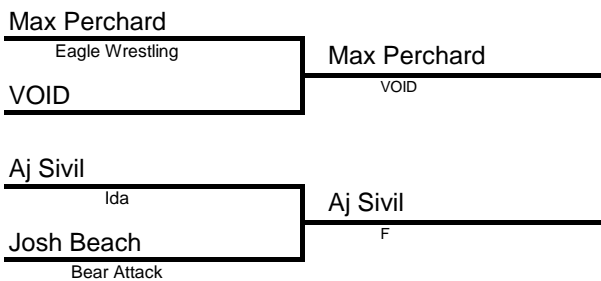 Max Perchard
Eagle Wrestling
VOID
Max Perchard
VOID
Aj Sivil
Ida
Josh Beach
Bear Attack
Aj Sivil
F